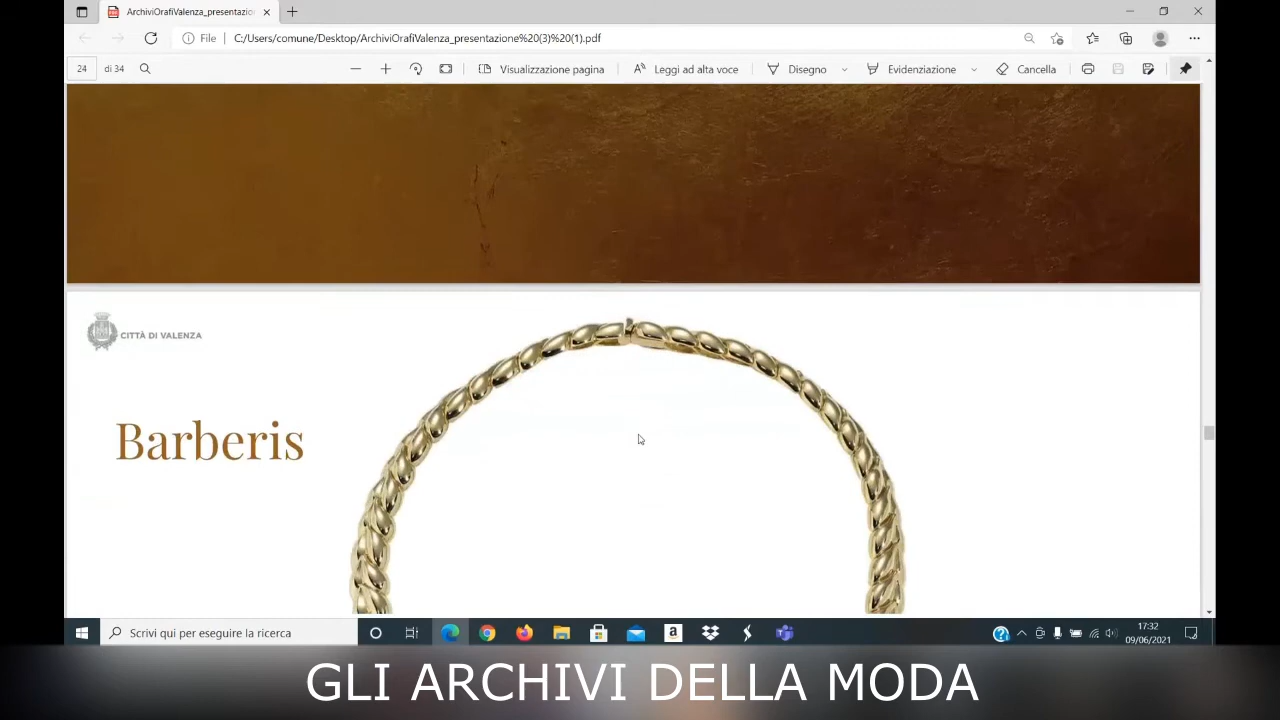 ArchiviOrafiValenza_presentazio
File
C:/Users/comune/Desktop/ArchiviOrafiValenza_presentazione%20(3)%20(1).pdf
24 di 34
Visualizzazione pagina
Leggi ad alta voce
Disegno
Evidenziazione
Cancella
CITTÀ DI VALENZA
Barberis
Scrivi qui per eseguire la ricerca
17:32
09/06/2021
GLI ARCHIVI DELLA MODA